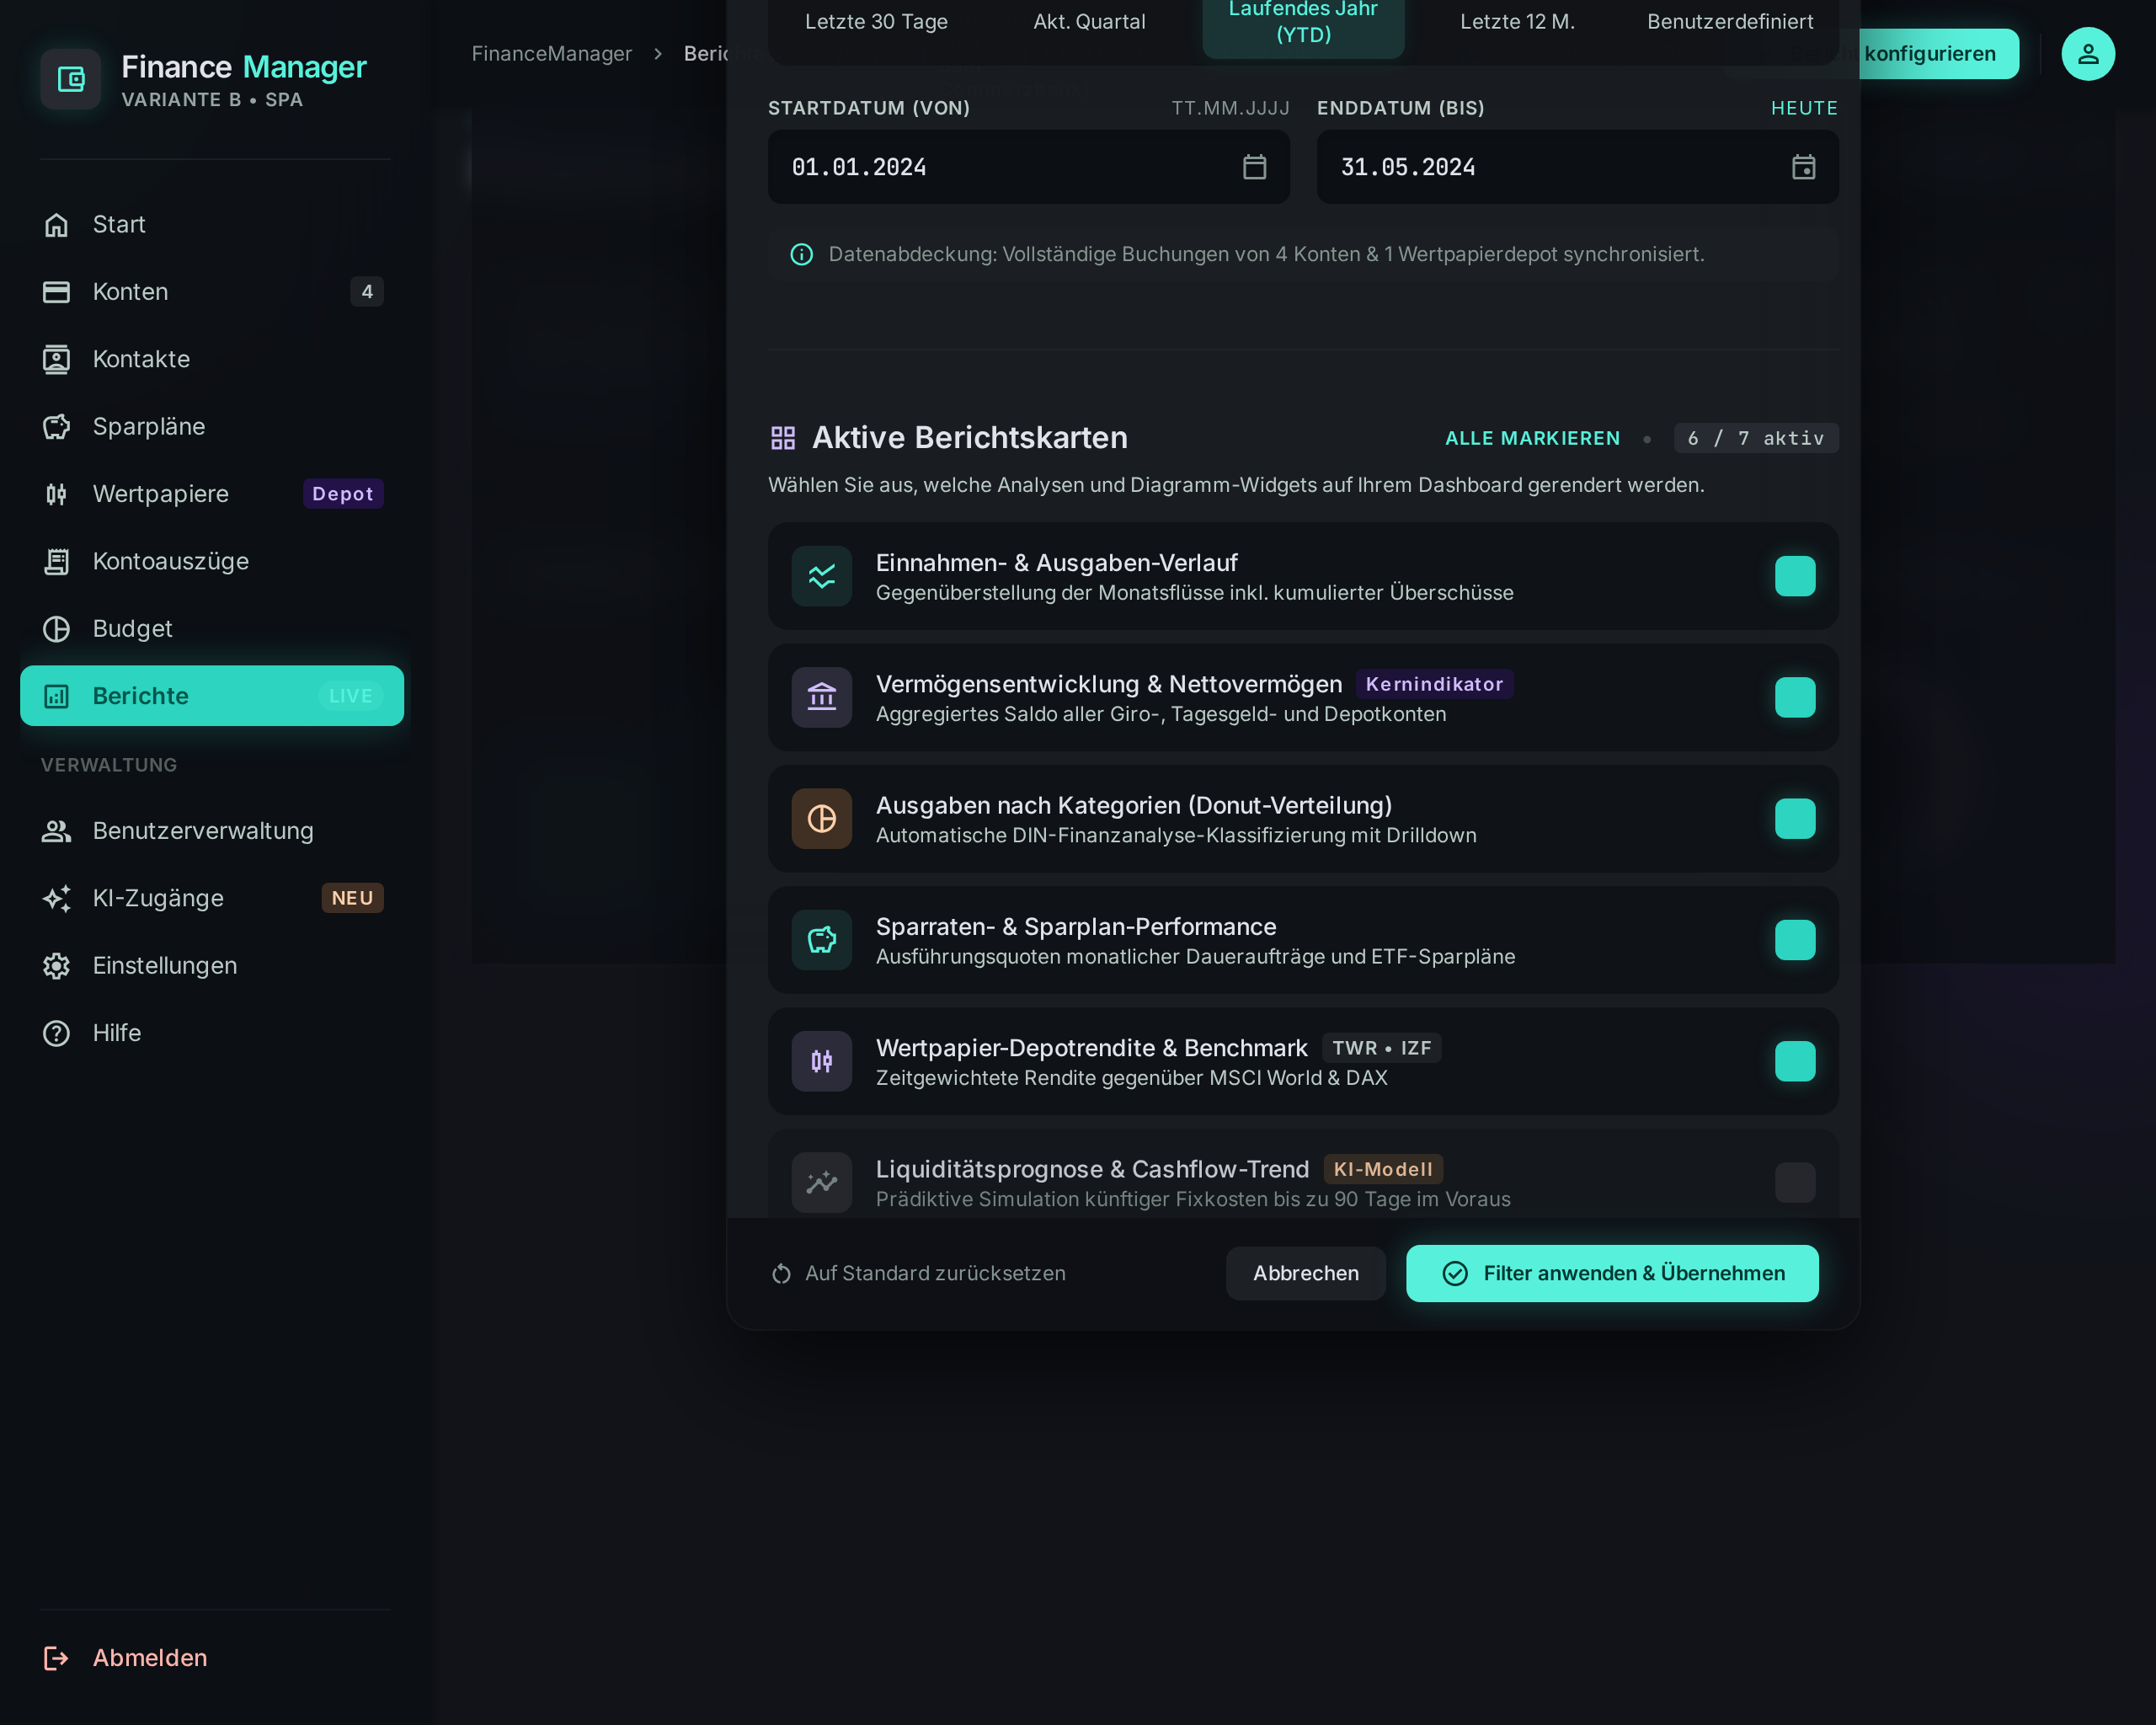 Finance Manager
VARIANTE B • SPA
Start
Konten 4
Kontakte
Sparpläne
Wertpapiere Depot
Kontoauszüge
Budget
Berichte LIVE
VERWALTUNG
Benutzerverwaltung
KI-Zugänge NEU
Einstellungen
Hilfe
Abmelden
FinanceManager
konfigurieren
Letzte 30 Tage
Akt. Quartal
Laufendes Jahr
(YTD)
Letzte 12 M.
Benutzerdefiniert
STARTDATUM (VON) TT.MM.JJJJ
01.01.2024
ENDDATUM (BIS) HEUTE
31.05.2024
Datenabdeckung: Vollständige Buchungen von 4 Konten & 1 Wertpapierdepot synchronisiert.
Aktive Berichtskarten ALLE MARKIEREN • 6 / 7 aktiv
Wählen Sie aus, welche Analysen und Diagramm-Widgets auf Ihrem Dashboard gerendert werden.
Einnahmen- & Ausgaben-Verlauf
Gegenüberstellung der Monatsflüsse inkl. kumulierter Überschüsse
Vermögensentwicklung & Nettovermögen Kernindikator
Aggregiertes Saldo aller Giro-, Tagesgeld- und Depotkonten
Ausgaben nach Kategorien (Donut-Verteilung)
Automatische DIN-Finanzanalyse-Klassifizierung mit Drilldown
Sparraten- & Sparplan-Performance
Ausführungsquoten monatlicher Daueraufträge und ETF-Sparpläne
Wertpapier-Depotrendite & Benchmark TWR • IZF
Zeitgewichtete Rendite gegenüber MSCI World & DAX
Liquiditätsprognose & Cashflow-Trend KI-Modell
Prädiktive Simulation künftiger Fixkosten bis zu 90 Tage im Voraus
Auf Standard zurücksetzen
Abbrechen
Filter anwenden & Übernehmen